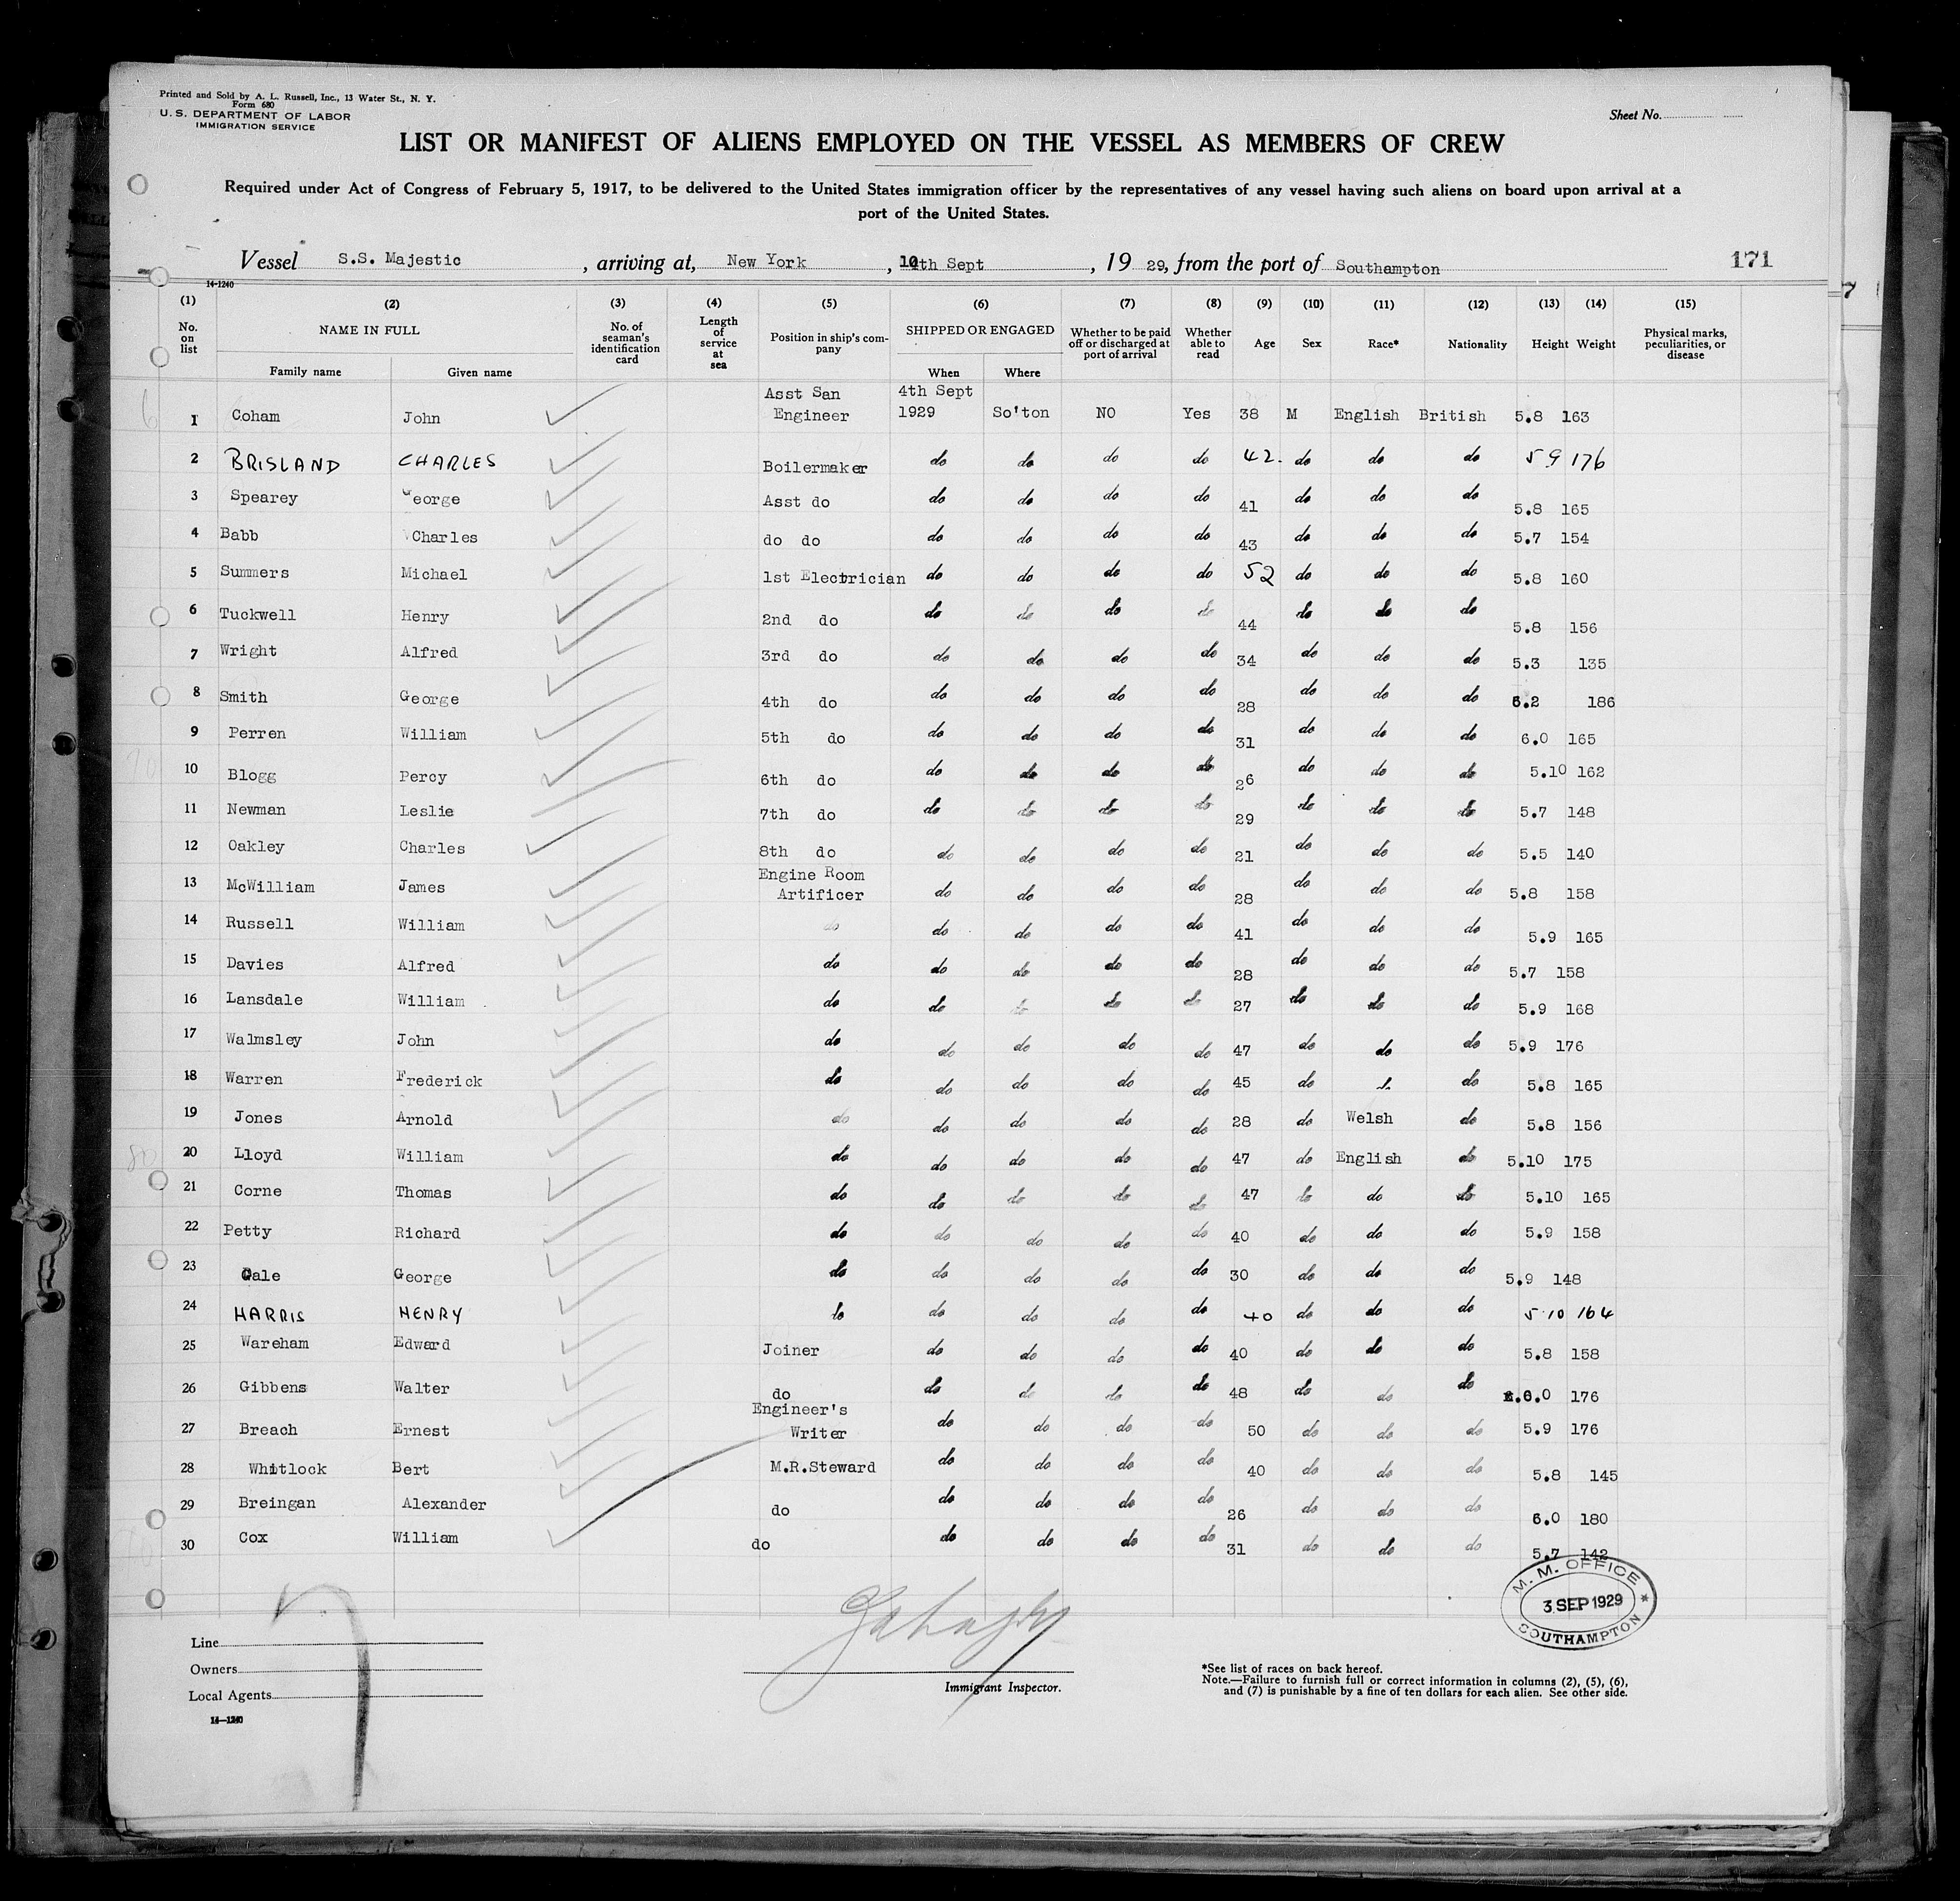 Printed and Sold by A. L. Russell, Inc., 13 Water St., N. Y.
Form 680
U. S. DEPARTMENT OF LABOR
IMMIGRATION SERVICE
Sheet No.
LIST OR MANIFEST OF ALIENS EMPLOYED ON THE VESSEL AS MEMBERS OF CREW
Required under Act of Congress of February 5, 1917, to be delivered to the United States immigration officer by the representatives of any vessel having such aliens on board upon arrival at a
port of the United States.
Vessel S.S. Majestic , arriving at, New York , 10th Sept , 19 29, from the port of Southampton 171
14-1240
(1) (2) (3) (4) (5) (6) (7) (8) (9) (10) (11) (12) (13) (14) (15)
No. on list NAME IN FULL No. of seaman's identification card Length of service at sea Position in ship's company SHIPPED OR ENGAGED Whether to be paid off or discharged at port of arrival Whether able to read Age Sex Race* Nationality Height Weight Physical marks, peculiarities, or disease
Family name Given name When Where
1 Coham John Asst San Engineer 4th Sept 1929 So'ton NO Yes 38 M English British 5.8 163
2 BRISLAND CHARLES Boilermaker do do do do 42. do do do 5 9 176
3 Spearey George Asst do do do do do 41 do do do 5.8 165
4 Babb Charles do do do do do do 43 do do do 5.7 154
5 Summers Michael 1st Electrician do do do do 52 do do do 5.8 160
6 Tuckwell Henry 2nd do do do do do 44 do do do 5.8 156
7 Wright Alfred 3rd do do do do do 34 do do do 5.3 135
8 Smith George 4th do do do do do 28 do do do 6.2 186
9 Perren William 5th do do do do do 31 do do do 6.0 165
10 Blogg Percy 6th do do do do do 26 do do do 5.10 162
11 Newman Leslie 7th do do do do do 29 do do do 5.7 148
12 Oakley Charles 8th do do do do do 21 do do do 5.5 140
13 McWilliam James Engine Room Artificer do do do do 28 do do do 5.8 158
14 Russell William do do do do do 41 do do do 5.9 165
15 Davies Alfred do do do do do 28 do do do 5.7 158
16 Lansdale William do do do do do 27 do do do 5.9 168
17 Walmsley John do do do do do 47 do do do 5.9 176
18 Warren Frederick do do do do do 45 do do do 5.8 165
19 Jones Arnold do do do do do 28 do Welsh do 5.8 156
20 Lloyd William do do do do do 47 do English do 5.10 175
21 Corne Thomas do do do do do 47 do do do 5.10 165
22 Petty Richard do do do do do 40 do do do 5.9 158
23 Dale George do do do do do 30 do do do 5.9 148
24 HARRIS HENRY do do do do do 40 do do do 5 10 164
25 Wareham Edward Joiner do do do do 40 do do do 5.8 158
26 Gibbens Walter do do do do do 48 do do do 6.0 176
27 Breach Ernest Engineer's Writer do do do do 50 do do do 5.9 176
28 Whitlock Bert M.R.Steward do do do do 40 do do do 5.8 145
29 Breingan Alexander do do do do do 26 do do do 6.0 180
30 Cox William do do do do do 31 do do do 5.7 142
M. M. OFFICE
3 SEP 1929
SOUTHAMPTON
Line
Owners
Local Agents
14-1240
Immigrant Inspector.
*See list of races on back hereof.
Note.—Failure to furnish full or correct information in columns (2), (5), (6),
and (7) is punishable by a fine of ten dollars for each alien. See other side.